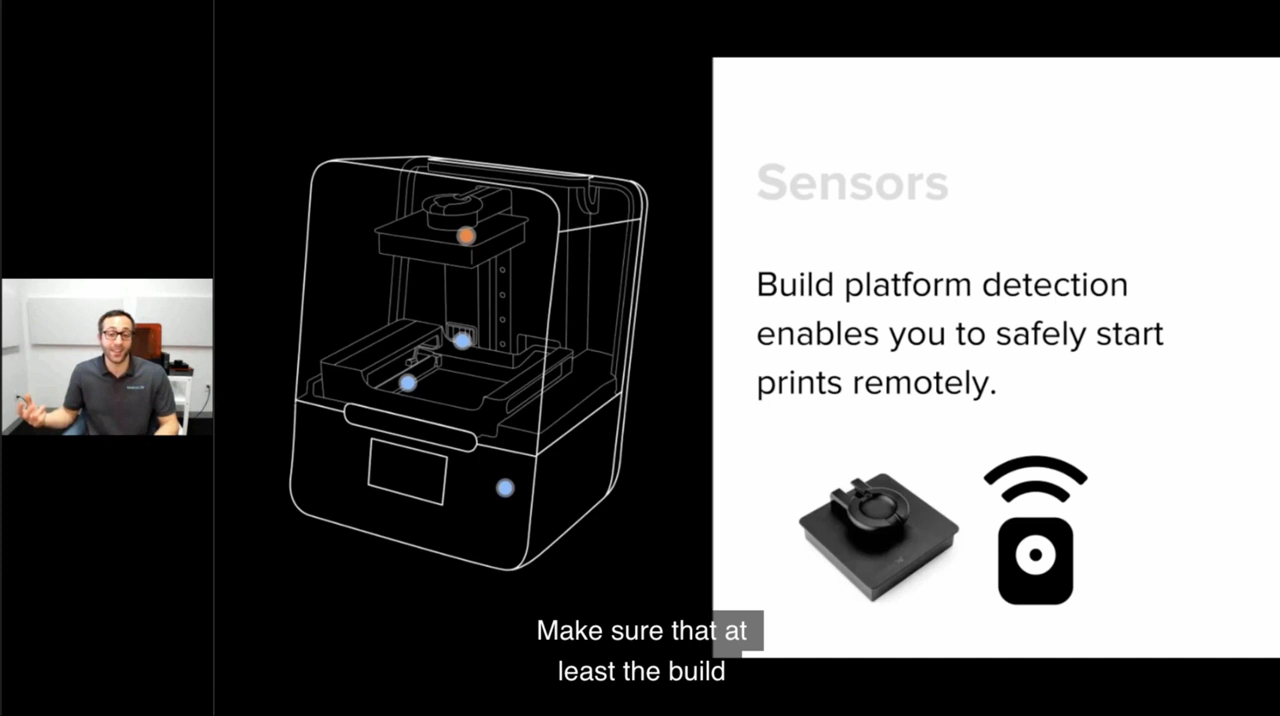 Sensors
Build platform detection
enables you to safely start
prints remotely.
Make sure that at
least the build